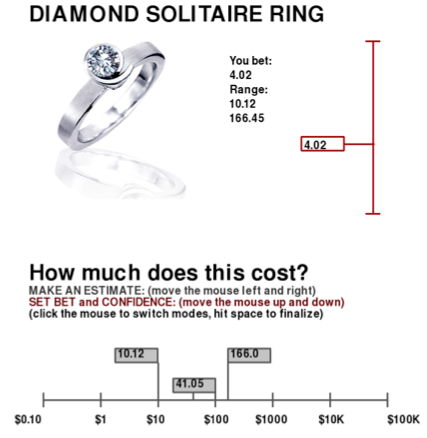 DIAMOND SOLITAIRE RING
You bet:
4.02
Range:
10.12
166.45
4.02
How much does this cost?
MAKE AN ESTIMATE: (move the mouse left and right)
SET BET and CONFIDENCE: (move the mouse up and down)
(click the mouse to switch modes, hit space to finalize)
10.12
166.0
41.05
$0.10 $1 $10 $100 $1000 $10K $100K